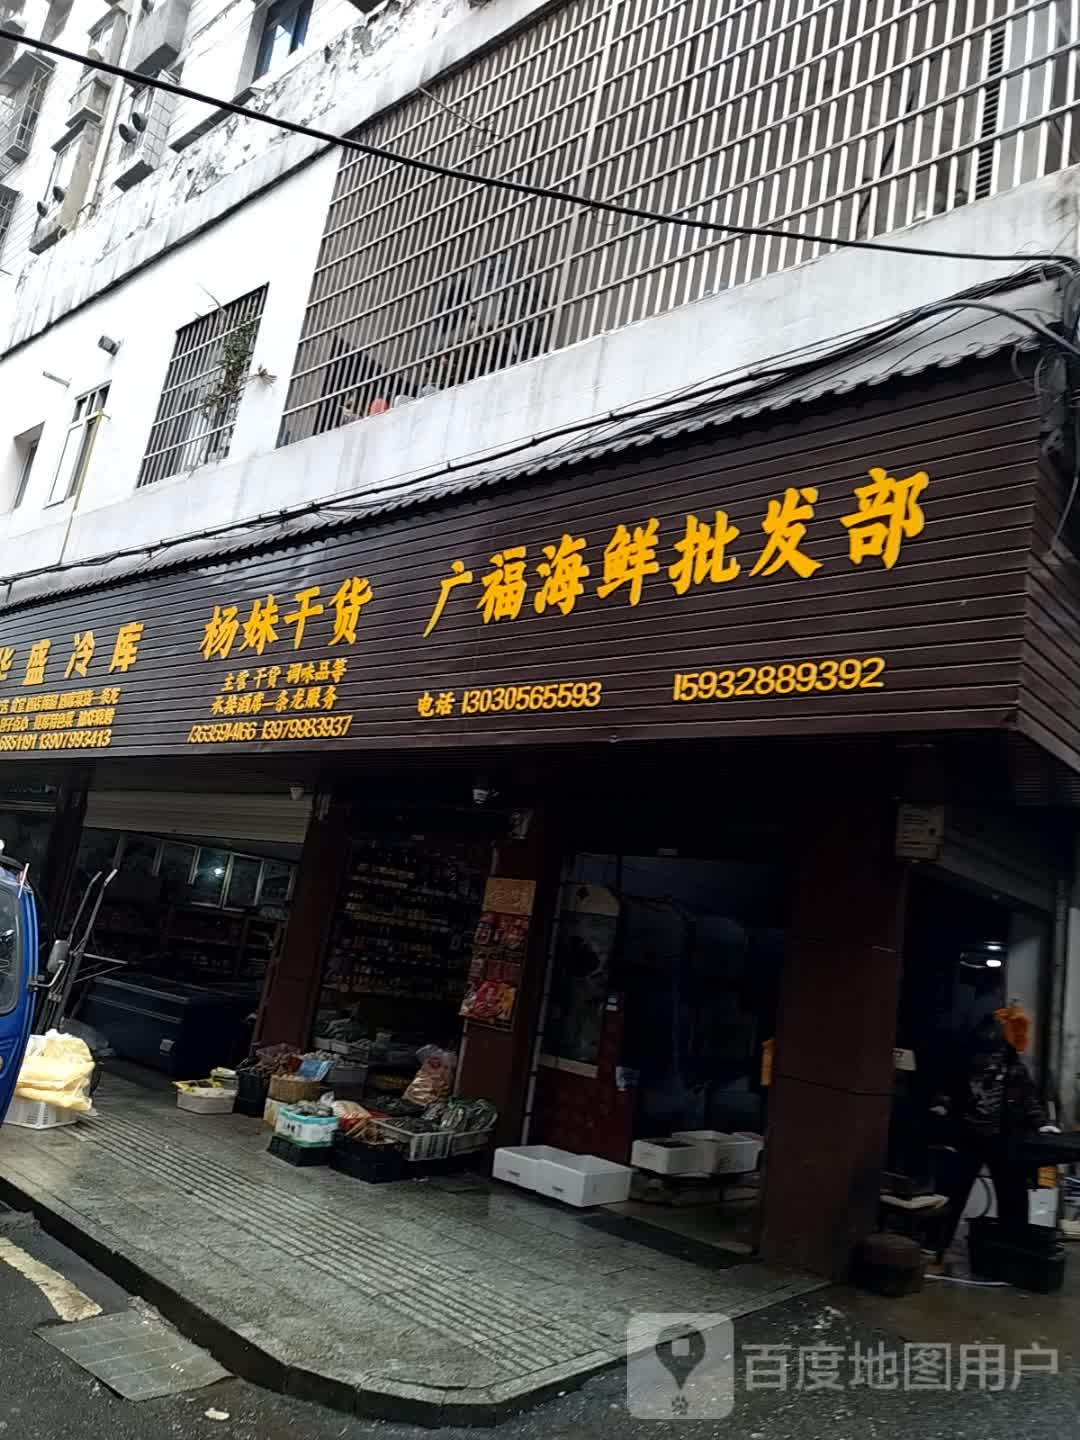 盛冷库
13907993413
杨妹干货
主营 干货 调味品等
承接酒席一条龙服务
13635914166 13979983937
广福海鲜批发部
电话 13030565593
15932889392
百度地图用户